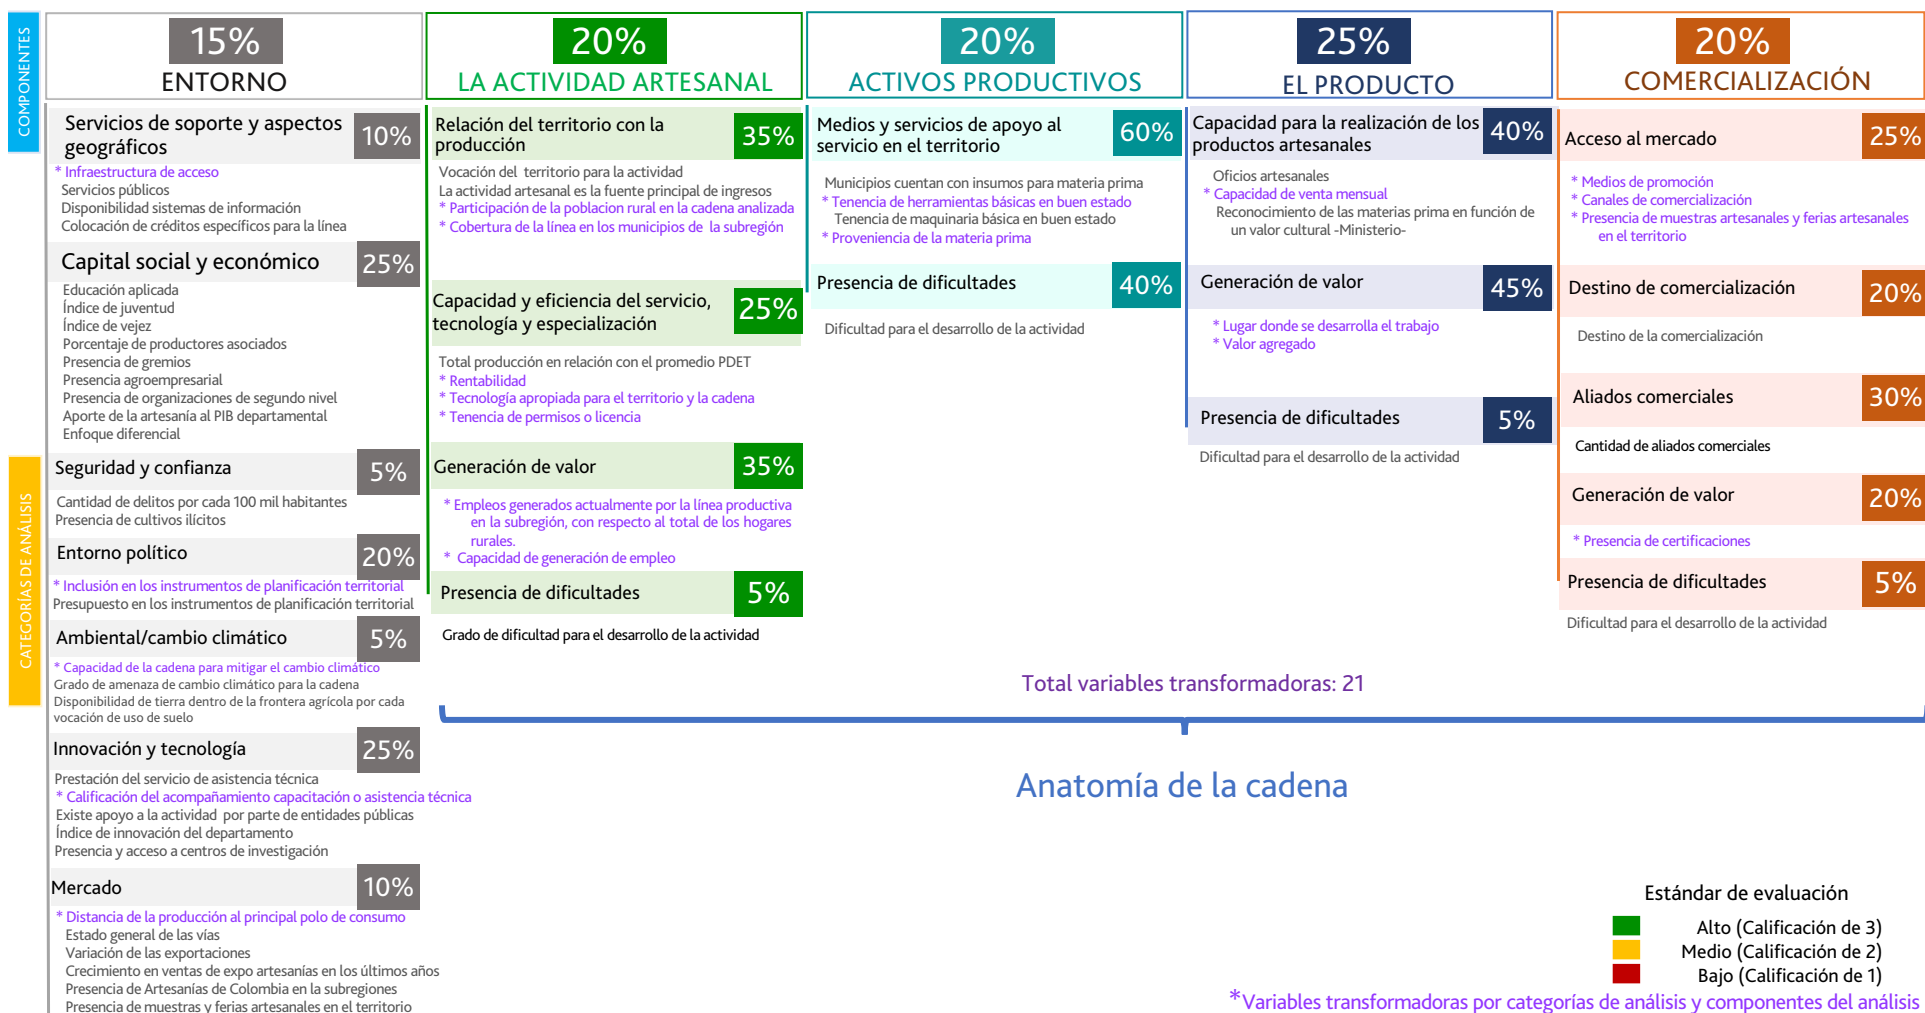 COMPONENTES
CATEGORÍAS DE ANÁLISIS
15%
ENTORNO
Servicios de soporte y aspectos
geográficos
10%
* Infraestructura de acceso
Servicios públicos
Disponibilidad sistemas de información
Colocación de créditos específicos para la línea
Capital social y económico
25%
Educación aplicada
Índice de juventud
Índice de vejez
Porcentaje de productores asociados
Presencia de gremios
Presencia agroempresarial
Presencia de organizaciones de segundo nivel
Aporte de la artesanía al PIB departamental
Enfoque diferencial
Seguridad y confianza
5%
Cantidad de delitos por cada 100 mil habitantes
Presencia de cultivos ilícitos
Entorno político
20%
* Inclusión en los instrumentos de planificación territorial
Presupuesto en los instrumentos de planificación territorial
Ambiental/cambio climático
5%
* Capacidad de la cadena para mitigar el cambio climático
Grado de amenaza de cambio climático para la cadena
Disponibilidad de tierra dentro de la frontera agrícola por cada
vocación de uso de suelo
Innovación y tecnología
25%
Prestación del servicio de asistencia técnica
* Calificación del acompañamiento capacitación o asistencia técnica
Existe apoyo a la actividad por parte de entidades públicas
Índice de innovación del departamento
Presencia y acceso a centros de investigación
Mercado
10%
* Distancia de la producción al principal polo de consumo
Estado general de las vías
Variación de las exportaciones
Crecimiento en ventas de expo artesanías en los últimos años
Presencia de Artesanías de Colombia en la subregiones
Presencia de muestras y ferias artesanales en el territorio
20%
LA ACTIVIDAD ARTESANAL
Relación del territorio con la
producción
35%
Vocación del territorio para la actividad
La actividad artesanal es la fuente principal de ingresos
* Participación de la poblacion rural en la cadena analizada
* Cobertura de la línea en los municipios de la subregión
Capacidad y eficiencia del servicio,
tecnología y especialización
25%
Total producción en relación con el promedio PDET
* Rentabilidad
* Tecnología apropiada para el territorio y la cadena
* Tenencia de permisos o licencia
Generación de valor
35%
* Empleos generados actualmente por la línea productiva
en la subregión, con respecto al total de los hogares
rurales.
* Capacidad de generación de empleo
Presencia de dificultades
5%
Grado de dificultad para el desarrollo de la actividad
20%
ACTIVOS PRODUCTIVOS
Medios y servicios de apoyo al
servicio en el territorio
60%
Municipios cuentan con insumos para materia prima
* Tenencia de herramientas básicas en buen estado
Tenencia de maquinaria básica en buen estado
* Proveniencia de la materia prima
Presencia de dificultades
40%
Dificultad para el desarrollo de la actividad
25%
EL PRODUCTO
Capacidad para la realización de los
productos artesanales
40%
Oficios artesanales
* Capacidad de venta mensual
Reconocimiento de las materias prima en función de
un valor cultural -Ministerio-
Generación de valor
45%
* Lugar donde se desarrolla el trabajo
* Valor agregado
Presencia de dificultades
5%
Dificultad para el desarrollo de la actividad
20%
COMERCIALIZACIÓN
Acceso al mercado
25%
* Medios de promoción
* Canales de comercialización
* Presencia de muestras artesanales y ferias artesanales
en el territorio
Destino de comercialización
20%
Destino de la comercialización
Aliados comerciales
30%
Cantidad de aliados comerciales
Generación de valor
20%
* Presencia de certificaciones
Presencia de dificultades
5%
Dificultad para el desarrollo de la actividad
Total variables transformadoras: 21
Anatomía de la cadena
Estándar de evaluación
Alto (Calificación de 3)
Medio (Calificación de 2)
Bajo (Calificación de 1)
*Variables transformadoras por categorías de análisis y componentes del análisis